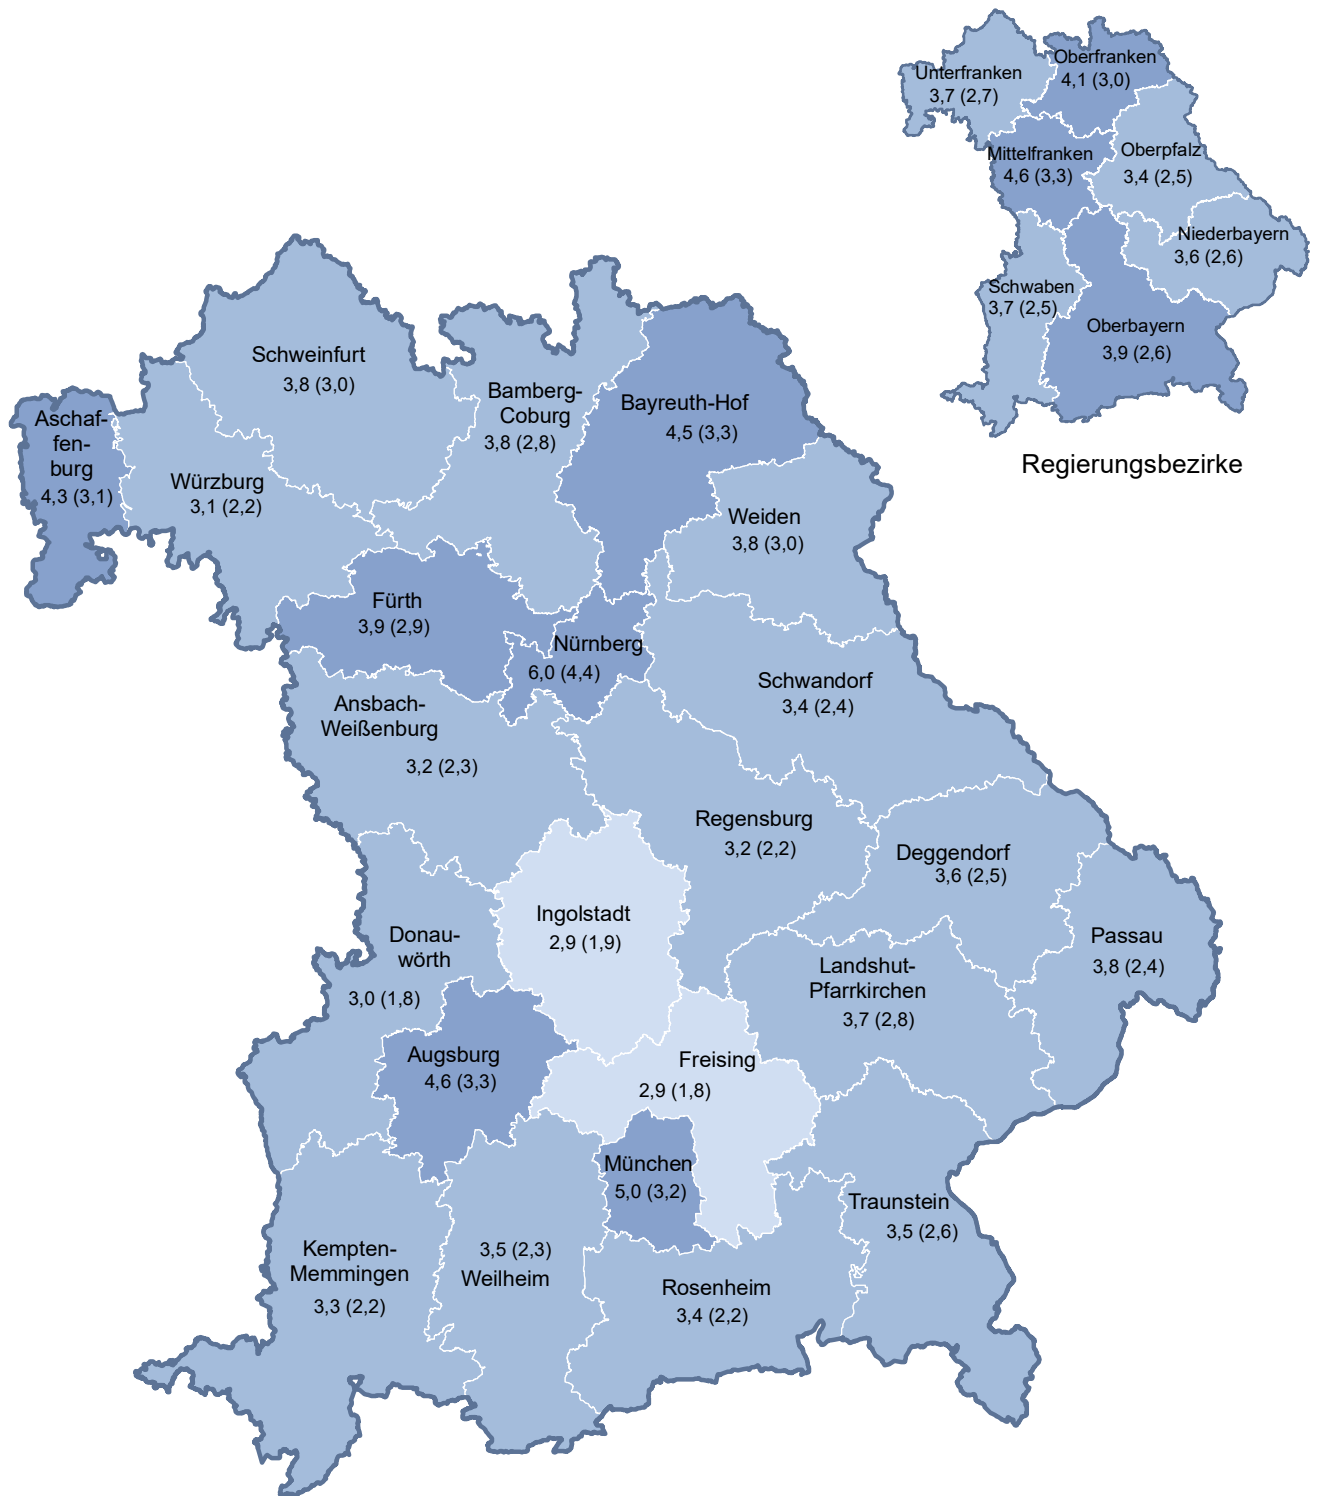 Unterfranken
3,7 (2,7)
Oberfranken
4,1 (3,0)
Mittelfranken
4,6 (3,3)
Oberpfalz
3,4 (2,5)
Niederbayern
3,6 (2,6)
Schwaben
3,7 (2,5)
Oberbayern
3,9 (2,6)
Regierungsbezirke
Schweinfurt
3,8 (3,0)
Bamberg-
Coburg
3,8 (2,8)
Bayreuth-Hof
4,5 (3,3)
Aschaf-
fen-
burg
4,3 (3,1)
Würzburg
3,1 (2,2)
Weiden
3,8 (3,0)
Fürth
3,9 (2,9)
Nürnberg
6,0 (4,4)
Schwandorf
3,4 (2,4)
Ansbach-
Weißenburg
3,2 (2,3)
Regensburg
3,2 (2,2)
Deggendorf
3,6 (2,5)
Ingolstadt
2,9 (1,9)
Donau-
wörth
3,0 (1,8)
Passau
3,8 (2,4)
Landshut-
Pfarrkirchen
3,7 (2,8)
Augsburg
4,6 (3,3)
Freising
2,9 (1,8)
München
5,0 (3,2)
Traunstein
3,5 (2,6)
Kempten-
Memmingen
3,3 (2,2)
3,5 (2,3)
Weilheim
Rosenheim
3,4 (2,2)